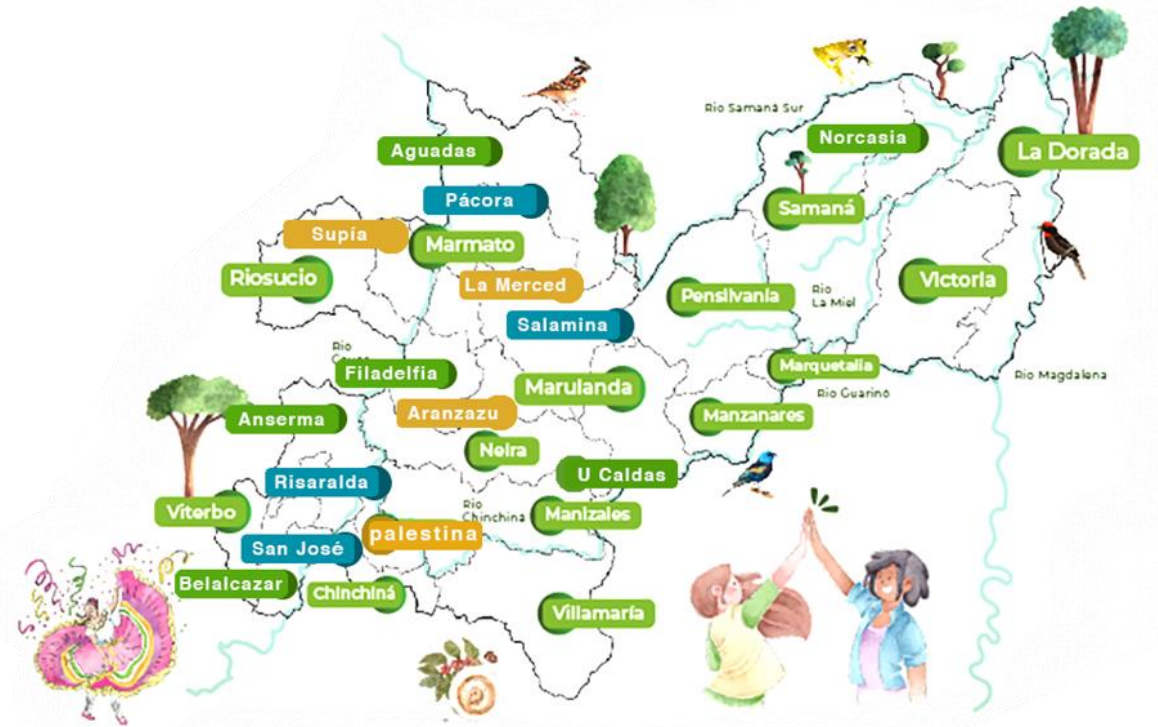 Rio Samaná Sur
Norcasia
La Dorada
Aguadas
Pácora
Samaná
Supía
Marmato
Riosucio
La Merced
Pensilvania
Rio
La Miel
Victoria
Salamina
Rio
Filadelfia
Marquetalia
Rio Magdalena
Rio Guarinó
Marulanda
Aranzazu
Anserma
Manzanares
Neira
U Caldas
Risaralda
Viterbo
Rio
Chinchina
Manizales
palestina
San José
Belalcazar
Chinchiná
Villamaría